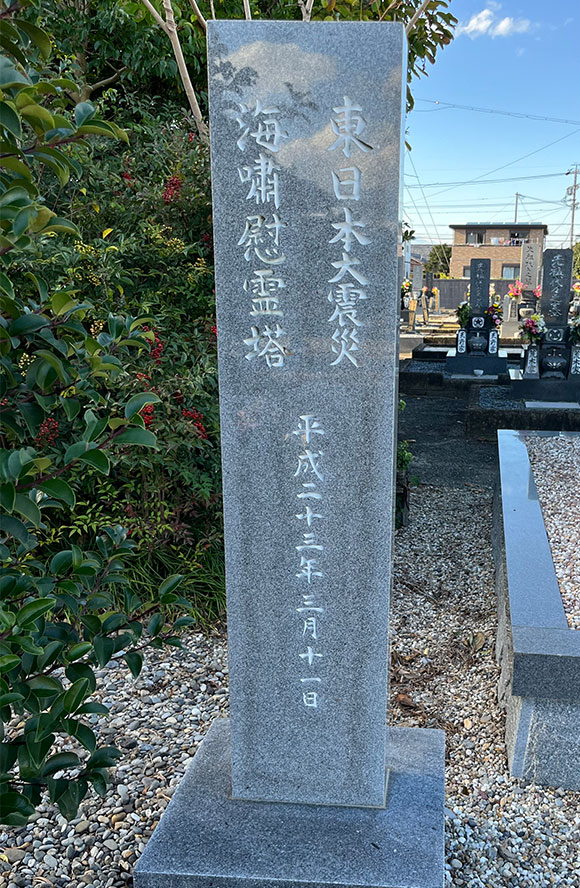 東日本大震災
海嘯慰霊塔
平成二十三年三月十一日